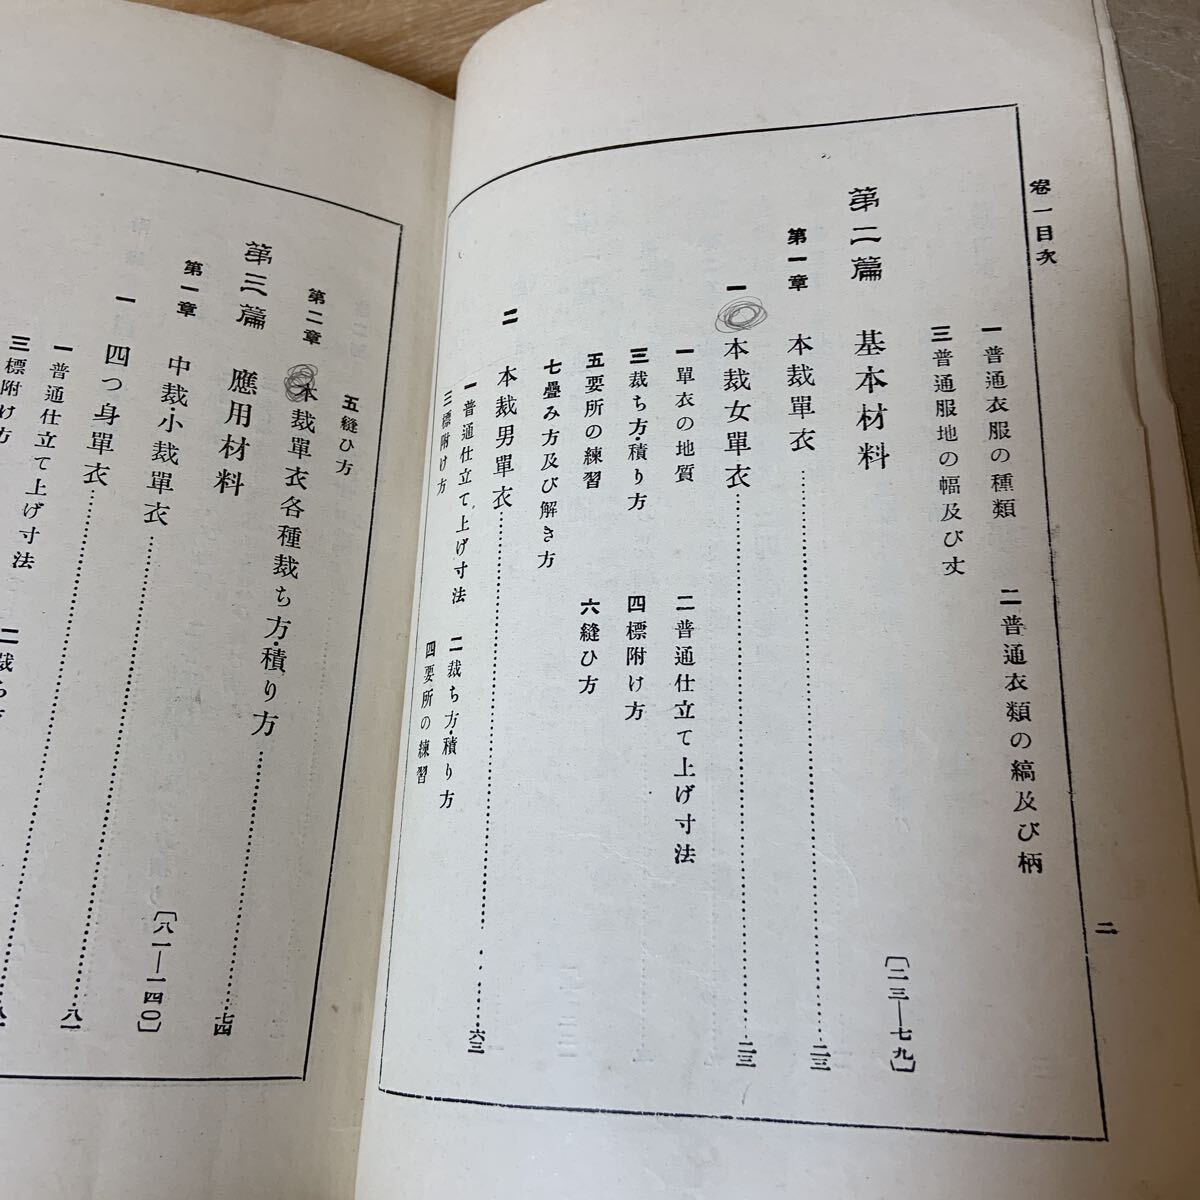 卷一目次
二
一 普通衣服の種類 二 普通衣類の縞及び柄
三 普通服地の幅及び丈
第二篇 基本材料 〔二三—七九〕
第一章 本裁單衣……二三
一 本裁女單衣……二三
一 單衣の地質 二 普通仕立て上げ寸法
三 裁ち方・積り方 四 標附け方
五 要所の練習 六 縫ひ方
七 疊み方及び解き方
二 本裁男單衣……六三
一 普通仕立て上げ寸法 二 裁ち方・積り方
三 標附け方 四 要所の練習
五 縫ひ方
第二章 本裁單衣各種裁ち方・積り方……七四
第三篇 應用材料
第一章 中裁・小裁單衣……〔八一—一四〇〕
一 四つ身單衣……八一
一 普通仕立て上げ寸法 二 裁ち方
三 標附け方